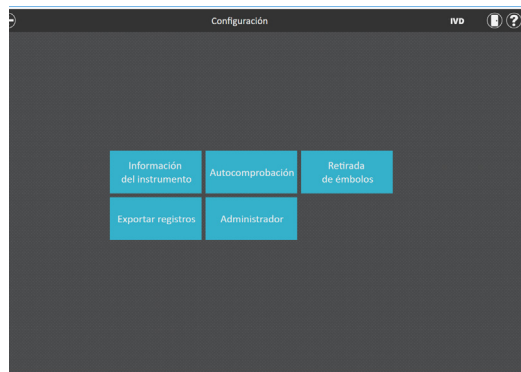 Configuración
IVD
?
Información
del instrumento
Autocomprobación
Retirada
de émbolos
Exportar registros
Administrador